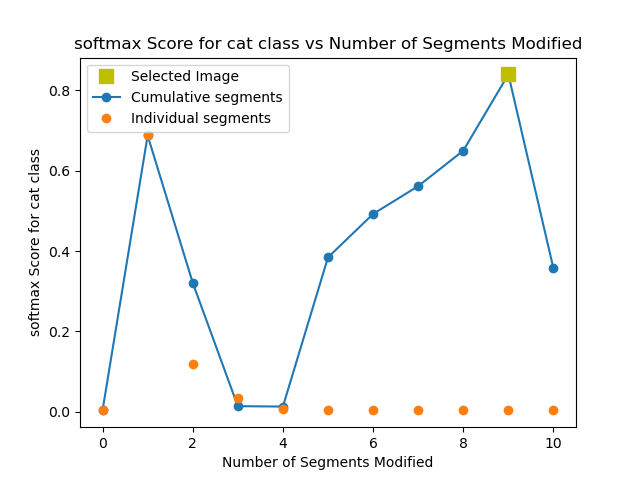 softmax Score for cat class vs Number of Segments Modified
Selected Image
Cumulative segments
Individual segments
softmax Score for cat class
0.8
0.6
0.4
0.2
0.0
0 2 4 6 8 10
Number of Segments Modified